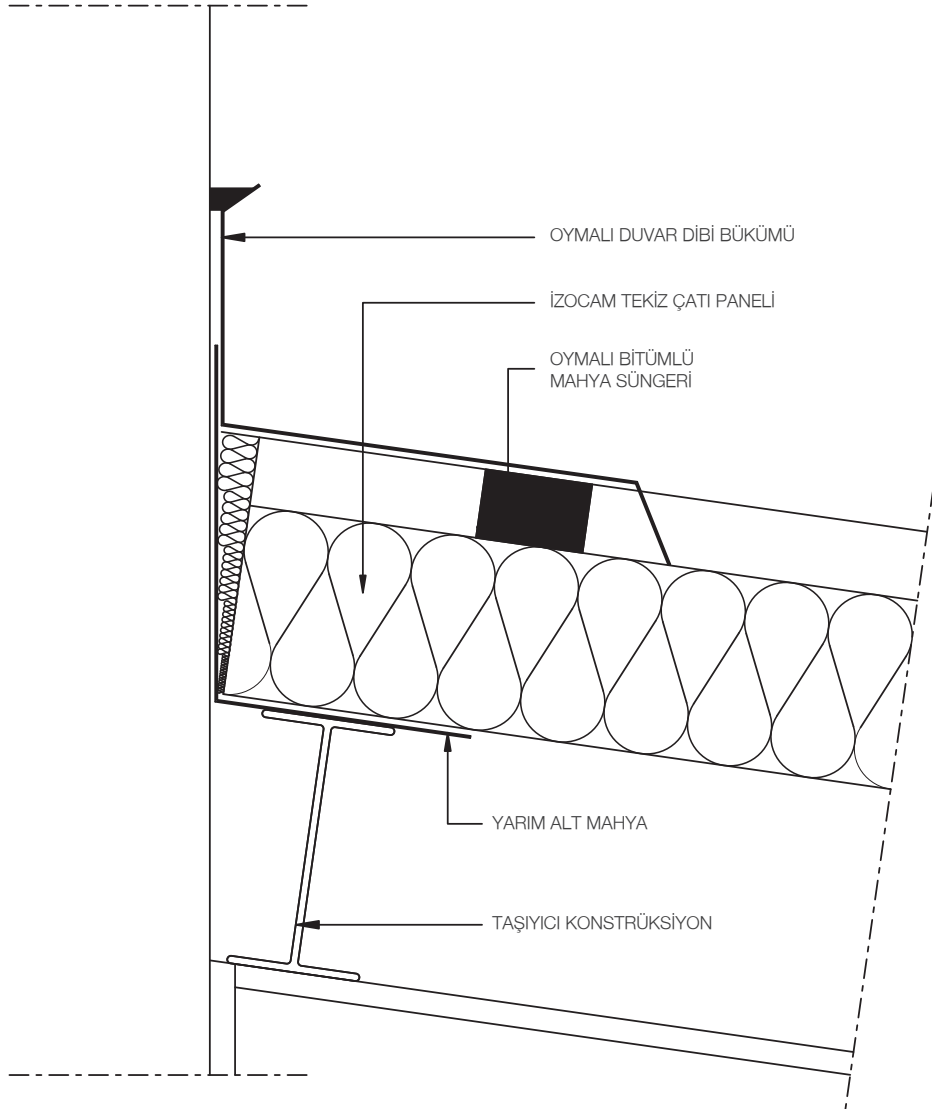 OYMALI DUVAR DİBİ BÜKÜMÜ
İZOCAM TEKİZ ÇATI PANELİ
OYMALI BİTÜMLÜ
MAHYA SÜNGERİ
YARIM ALT MAHYA
TAŞIYICI KONSTRÜKSİYON